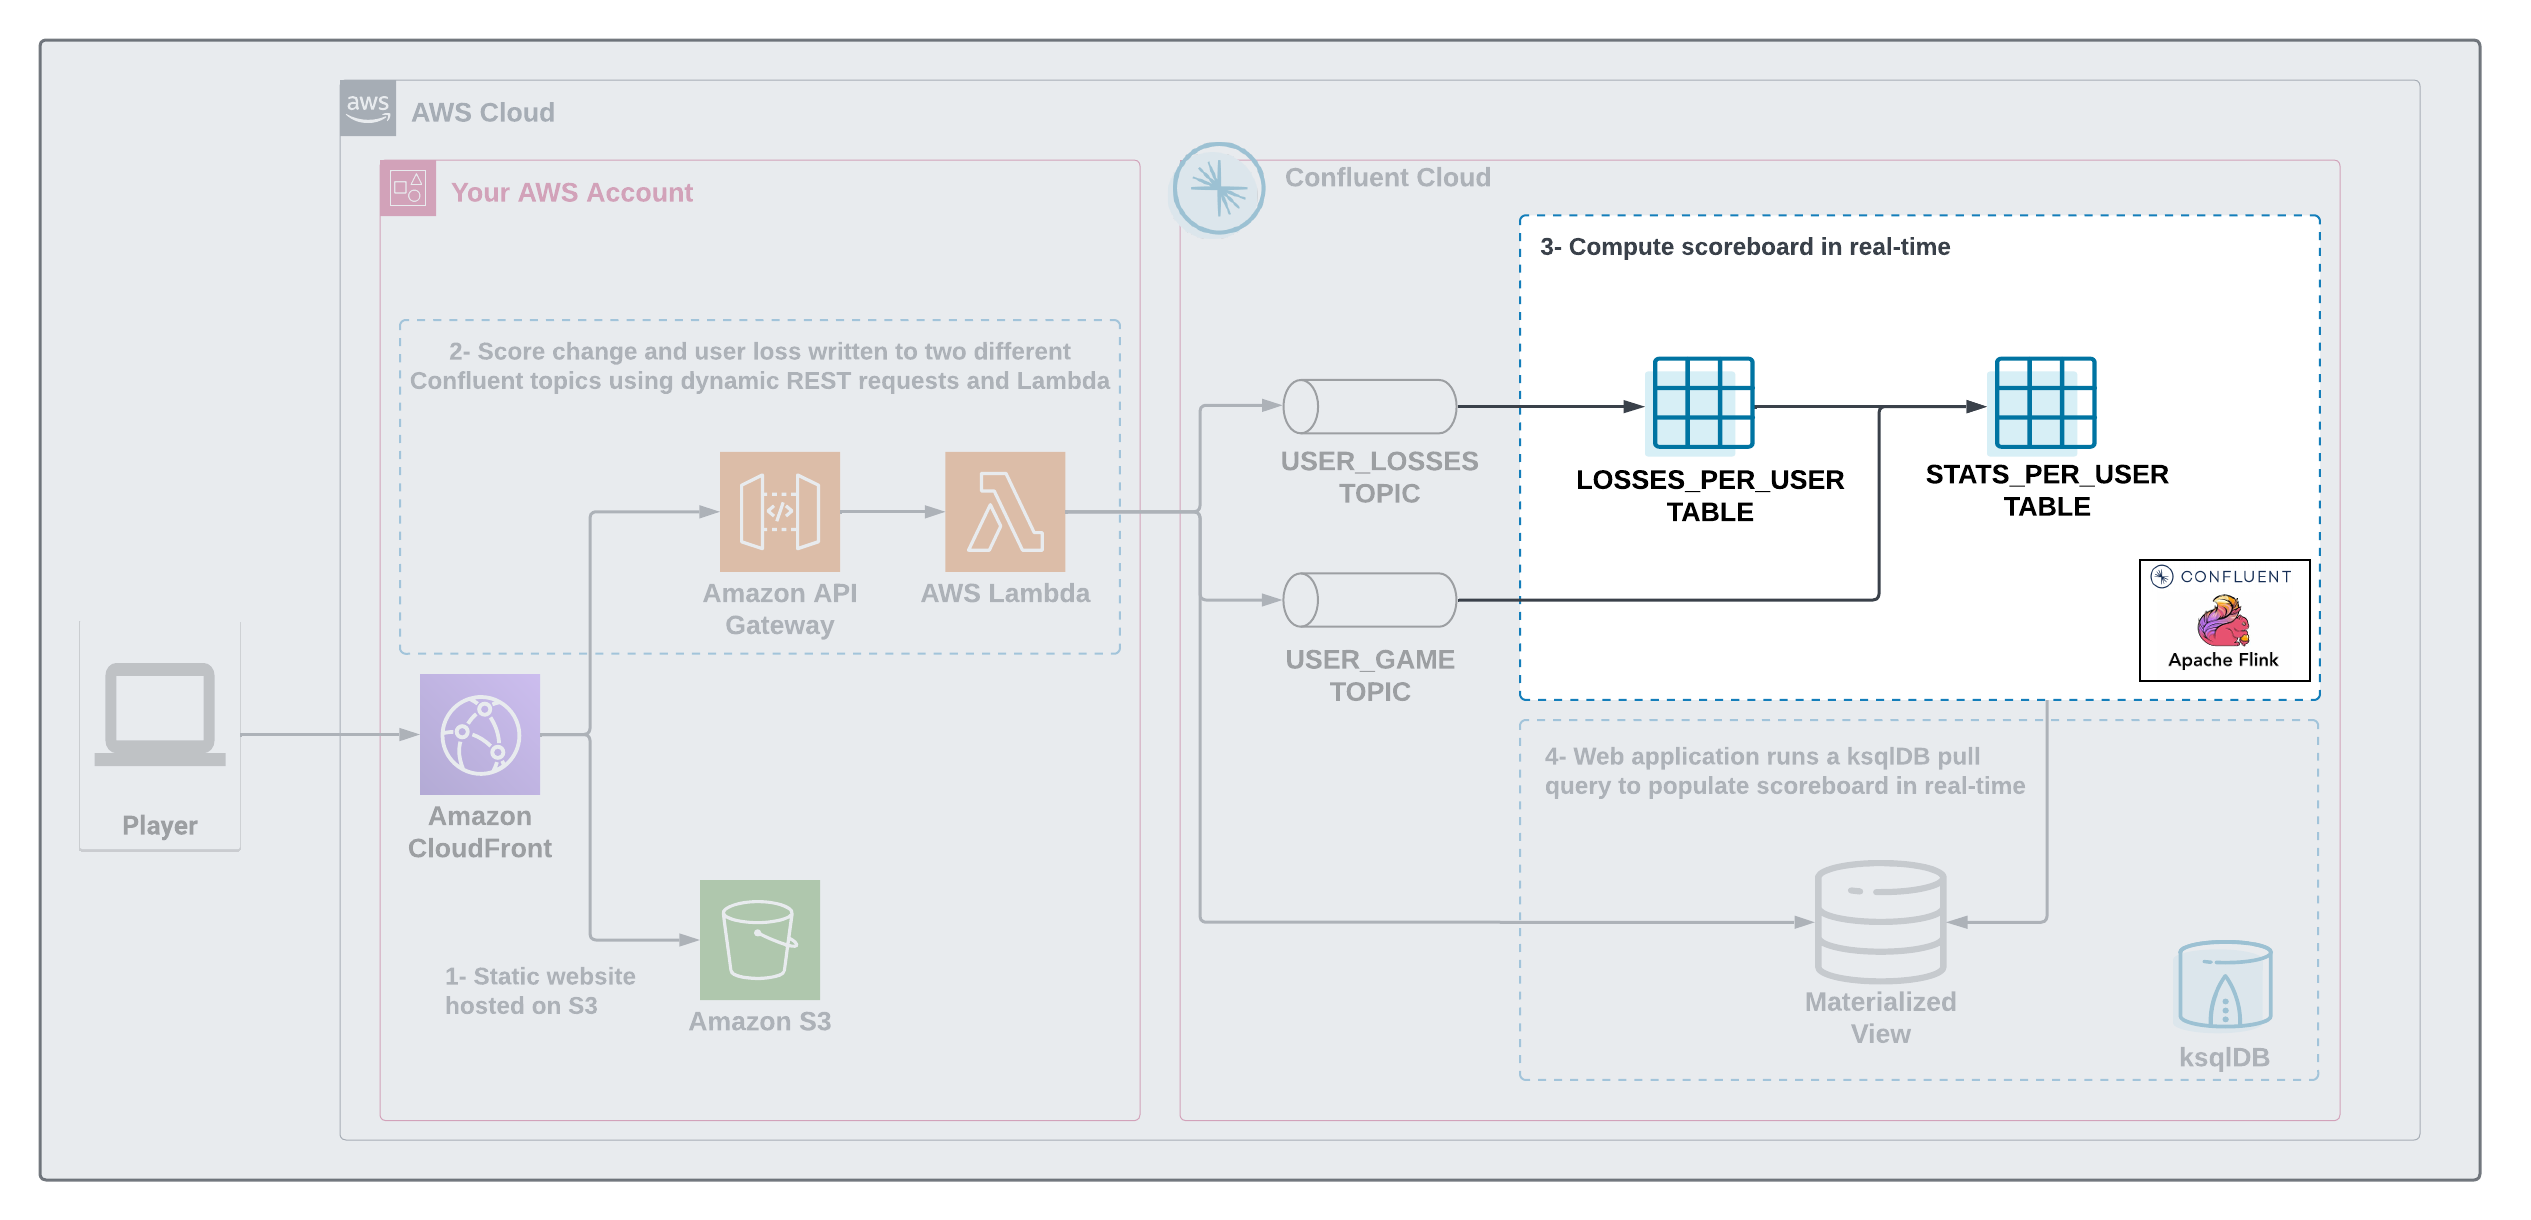 aws
AWS Cloud
Your AWS Account
Confluent Cloud
3- Compute scoreboard in real-time
2- Score change and user loss written to two different
Confluent topics using dynamic REST requests and Lambda
USER_LOSSES
TOPIC
LOSSES_PER_USER
TABLE
STATS_PER_USER
TABLE
</>
Amazon API
Gateway
AWS Lambda
USER_GAME
TOPIC
CONFLUENT
Apache Flink
Player
Amazon
CloudFront
4- Web application runs a ksqlDB pull
query to populate scoreboard in real-time
1- Static website
hosted on S3
Amazon S3
Materialized
View
ksqlDB